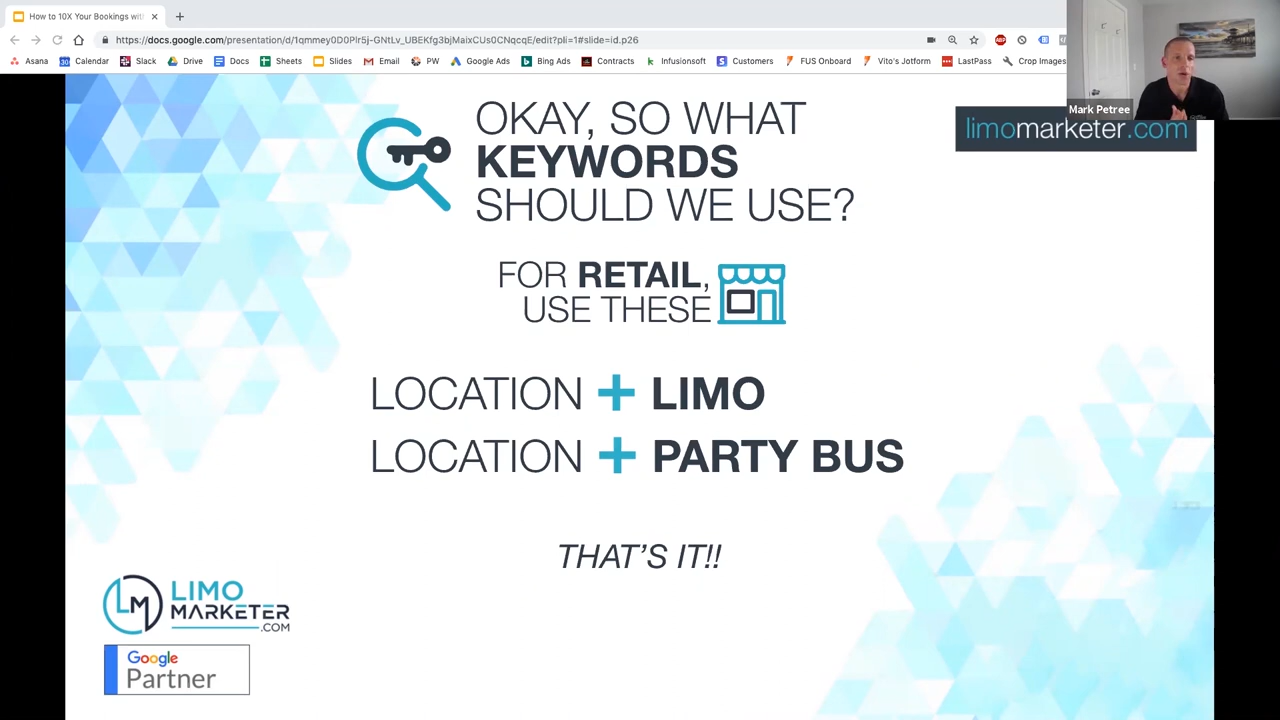 How to 10X Your Bookings wit
https://docs.google.com/presentation/d/1qmmey0D0Plr5j-GNtLv_UBEKfg3bjMaixCUs0CNqcqE/edit?pli=1#slide=id.p26
Asana Calendar Slack Drive Docs Sheets Slides Email PW Google Ads Bing Ads Contracts Infusionsoft Customers FUS Onboard Vito's Jotform LastPass Crop Images
Mark Petree
limomarketer.com
OKAY, SO WHAT
KEYWORDS
SHOULD WE USE?
FOR RETAIL,
USE THESE
LOCATION + LIMO
LOCATION + PARTY BUS
THAT'S IT!!
LM LIMO
MARKETER
.COM
Google
Partner